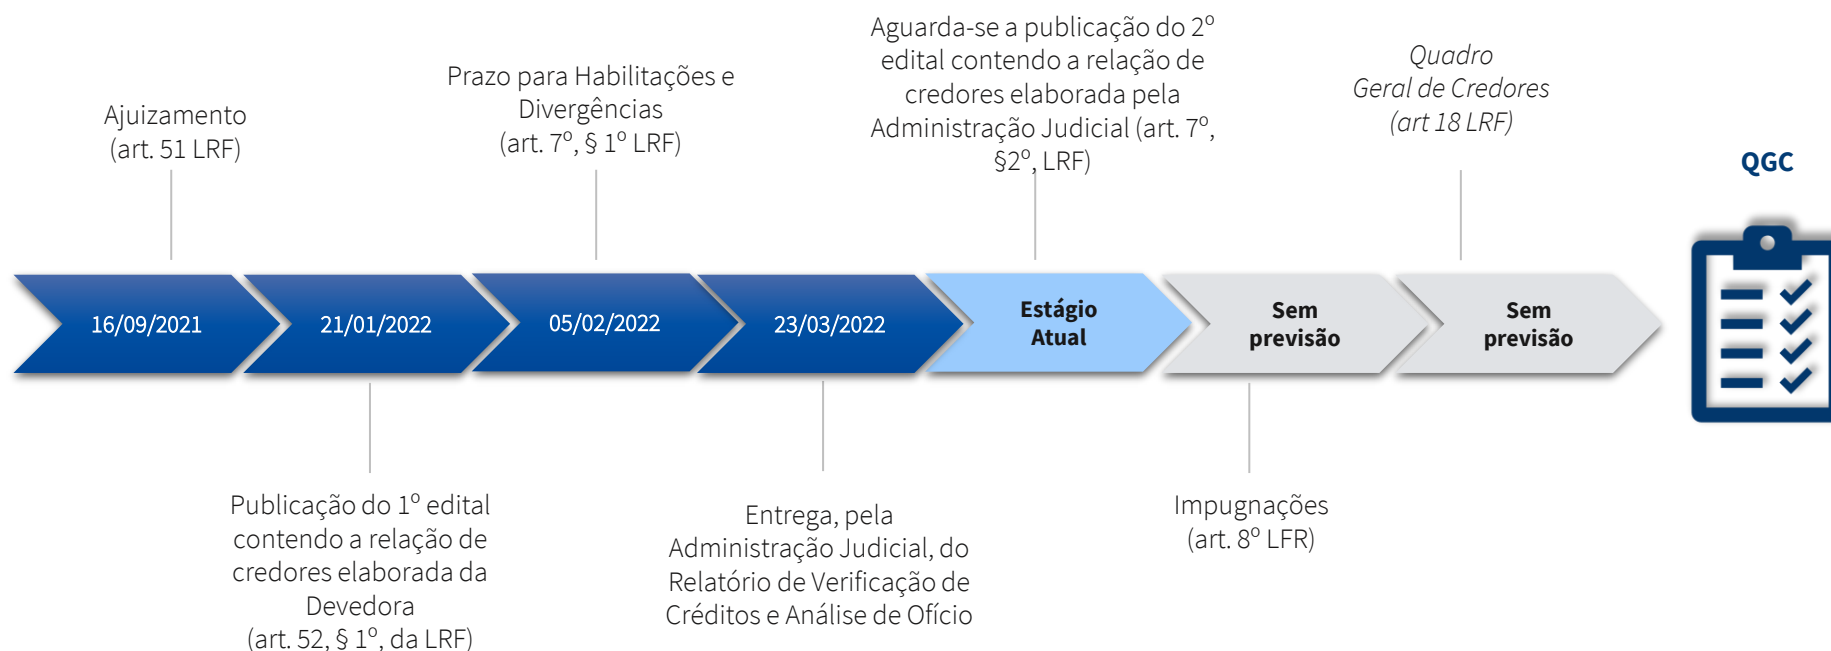 Ajuizamento
(art. 51 LRF)
Prazo para Habilitações e
Divergências
(art. 7º, § 1º LRF)
Aguarda-se a publicação do 2º
edital contendo a relação de
credores elaborada pela
Administração Judicial (art. 7º,
§2º, LRF)
Quadro
Geral de Credores
(art 18 LRF)
QGC
16/09/2021
21/01/2022
05/02/2022
23/03/2022
Estágio
Atual
Sem
previsão
Sem
previsão
Publicação do 1º edital
contendo a relação de
credores elaborada da
Devedora
(art. 52, § 1º, da LRF)
Entrega, pela
Administração Judicial, do
Relatório de Verificação de
Créditos e Análise de Ofício
Impugnações
(art. 8º LFR)